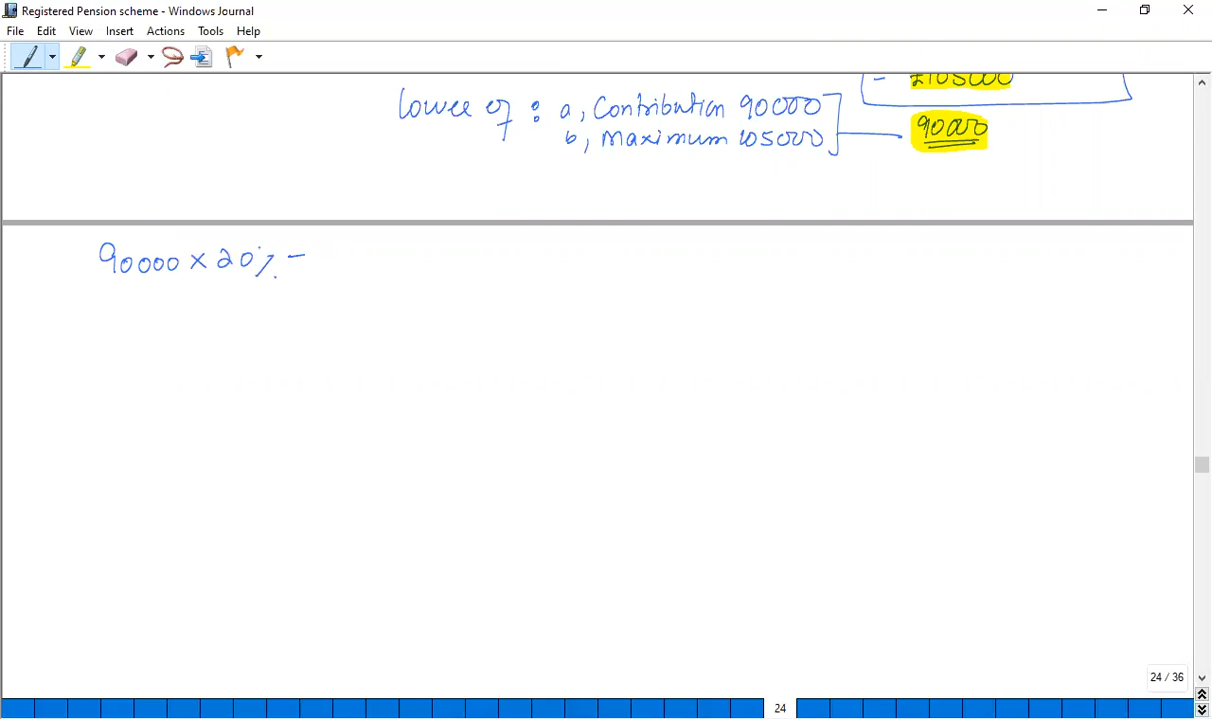 Registered Pension scheme - Windows Journal
File Edit View Insert Actions Tools Help
- £105000
lower of : a, Contribution 90000
b, Maximum 105000
90000
90000 × 20% -
24 / 36
24